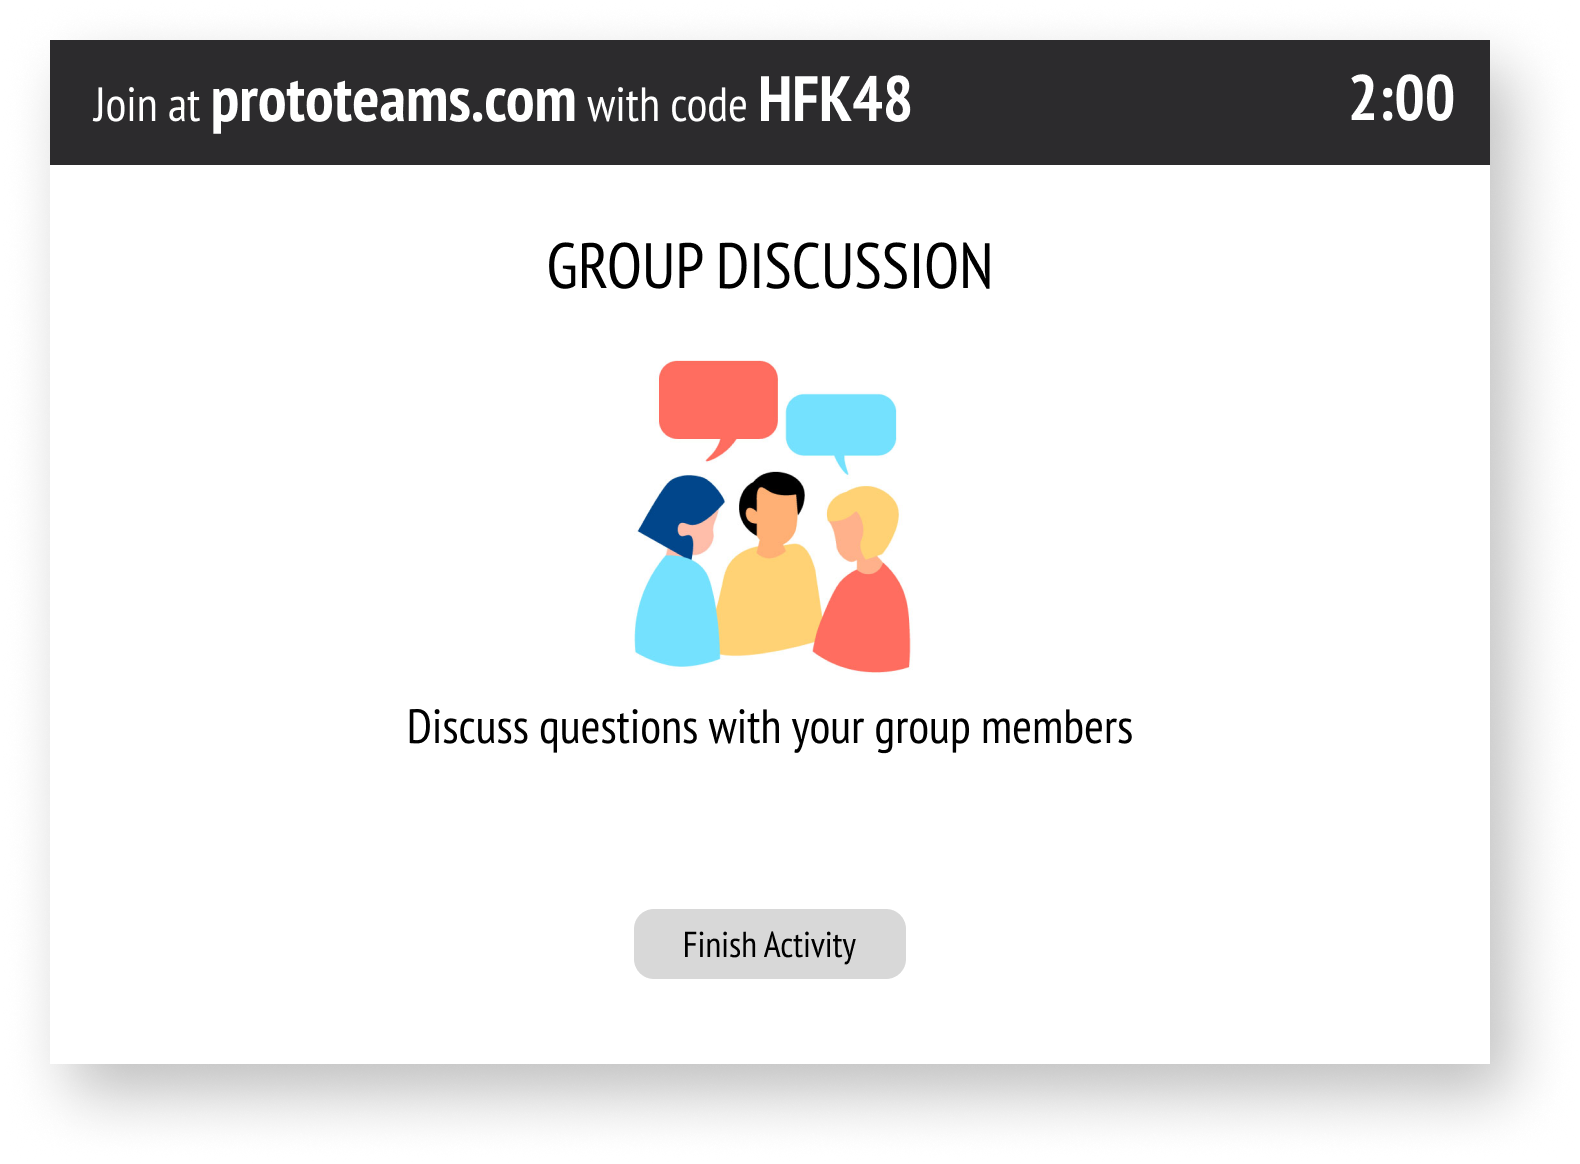 Join at prototeams.com with code HFK48 2:00
GROUP DISCUSSION
Discuss questions with your group members
Finish Activity